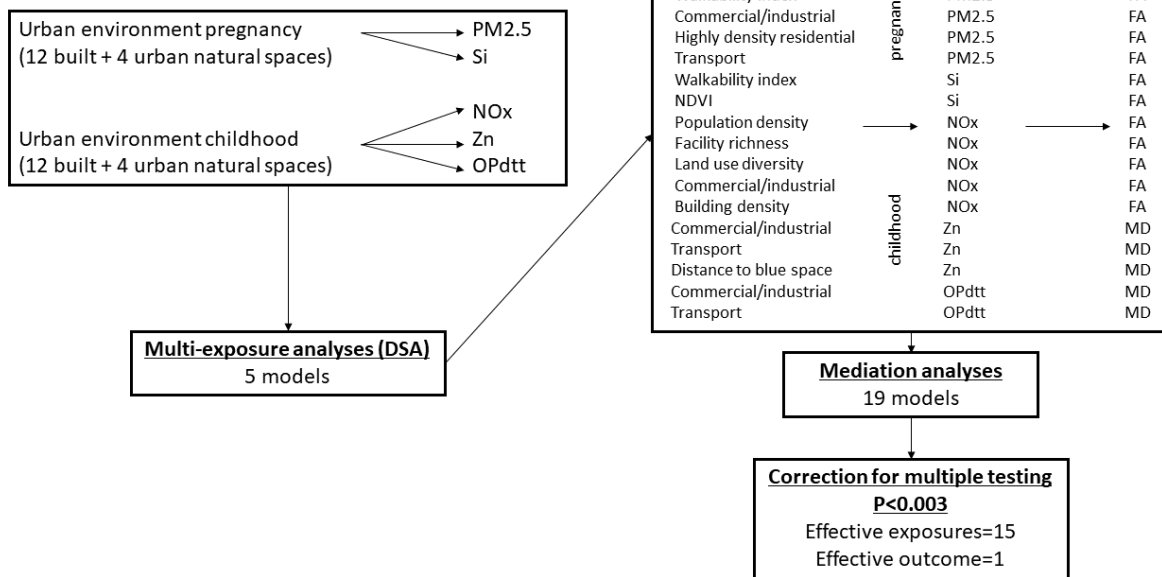 Urban environment pregnancy
(12 built + 4 urban natural spaces)
PM2.5
Si
Urban environment childhood
(12 built + 4 urban natural spaces)
NOx
Zn
OPdtt
Multi-exposure analyses (DSA)
5 models
pregnan
Commercial/industrial PM2.5 FA
Highly density residential PM2.5 FA
Transport PM2.5 FA
Walkability index Si FA
NDVI Si FA
Population density NOx FA
Facility richness NOx FA
Land use diversity NOx FA
Commercial/industrial NOx FA
Building density NOx FA
childhood
Commercial/industrial Zn MD
Transport Zn MD
Distance to blue space Zn MD
Commercial/industrial OPdtt MD
Transport OPdtt MD
Mediation analyses
19 models
Correction for multiple testing
P<0.003
Effective exposures=15
Effective outcome=1